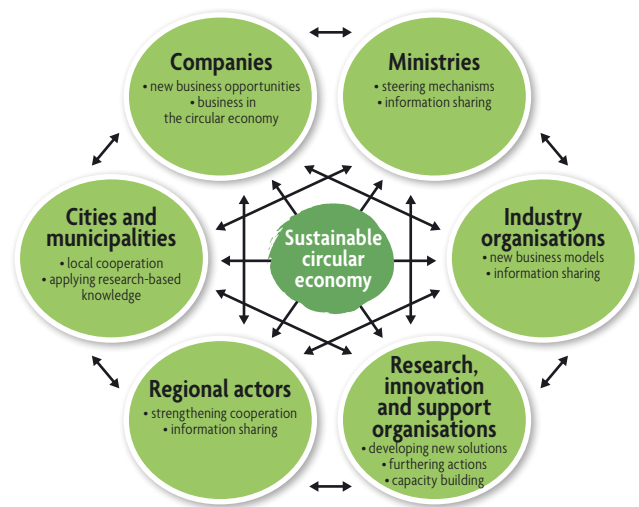 Companies
• new business opportunities
• business in
the circular economy
Ministries
• steering mechanisms
• information sharing
Cities and
municipalities
• local cooperation
• applying research-based
knowledge
Sustainable
circular
economy
Industry
organisations
• new business models
• information sharing
Regional actors
• strengthening cooperation
• information sharing
Research,
innovation
and support
organisations
• developing new solutions
• furthering actions
• capacity building